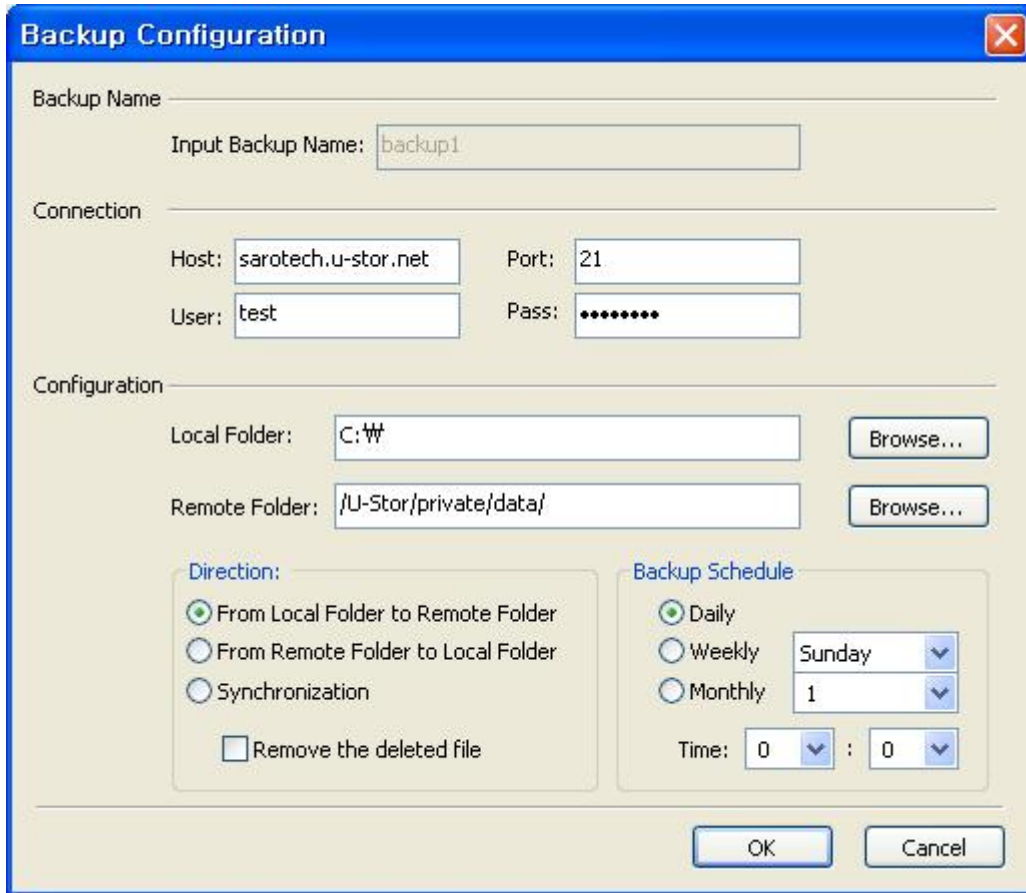 Backup Configuration
Backup Name
Input Backup Name: backup1
Connection
Host: sarotech.u-stor.net Port: 21
User: test Pass: ••••••••
Configuration
Local Folder: C:₩ Browse...
Remote Folder: /U-Stor/private/data/ Browse...
Direction: Backup Schedule
From Local Folder to Remote Folder Daily
From Remote Folder to Local Folder Weekly Sunday
Synchronization Monthly 1
Remove the deleted file Time: 0 : 0
OK Cancel